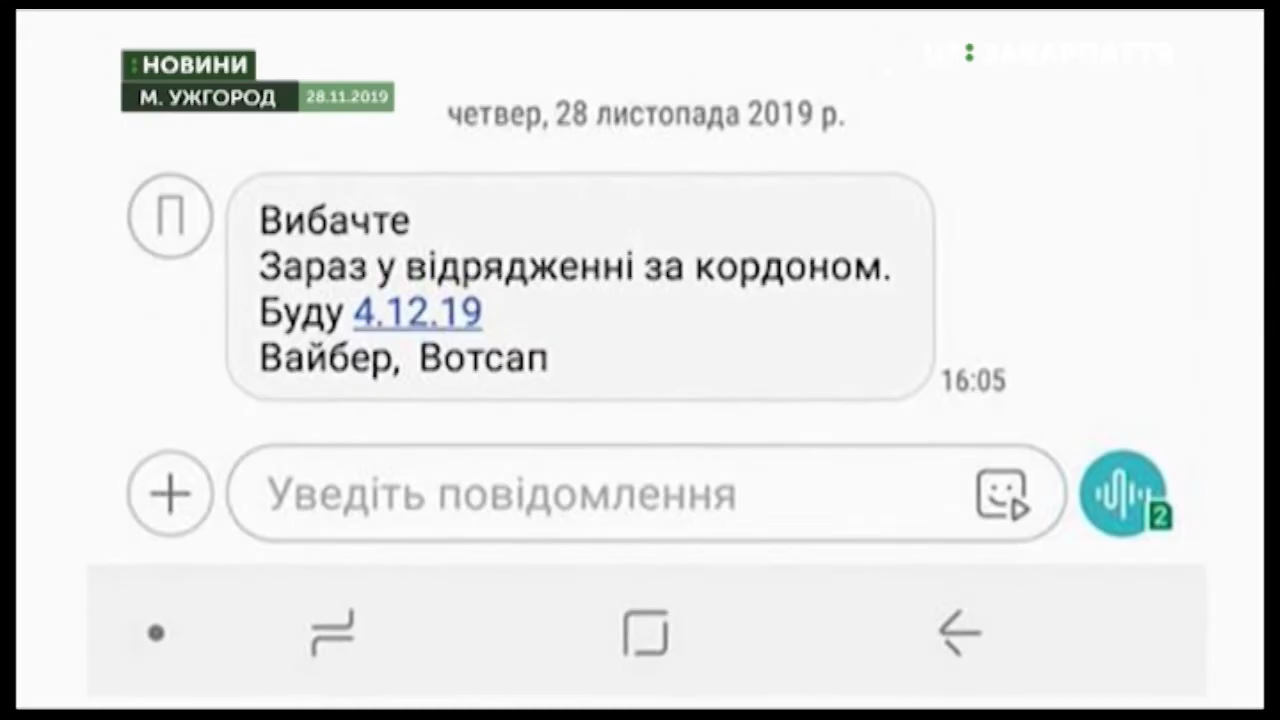 : НОВИНИ
М. УЖГОРОД 28.11.2019
: ЗАКАРПАТТЯ
четвер, 28 листопада 2019 р.
П
Вибачте
Зараз у відрядженні за кордоном.
Буду 4.12.19
Вайбер, Вотсап
16:05
Уведіть повідомлення
2